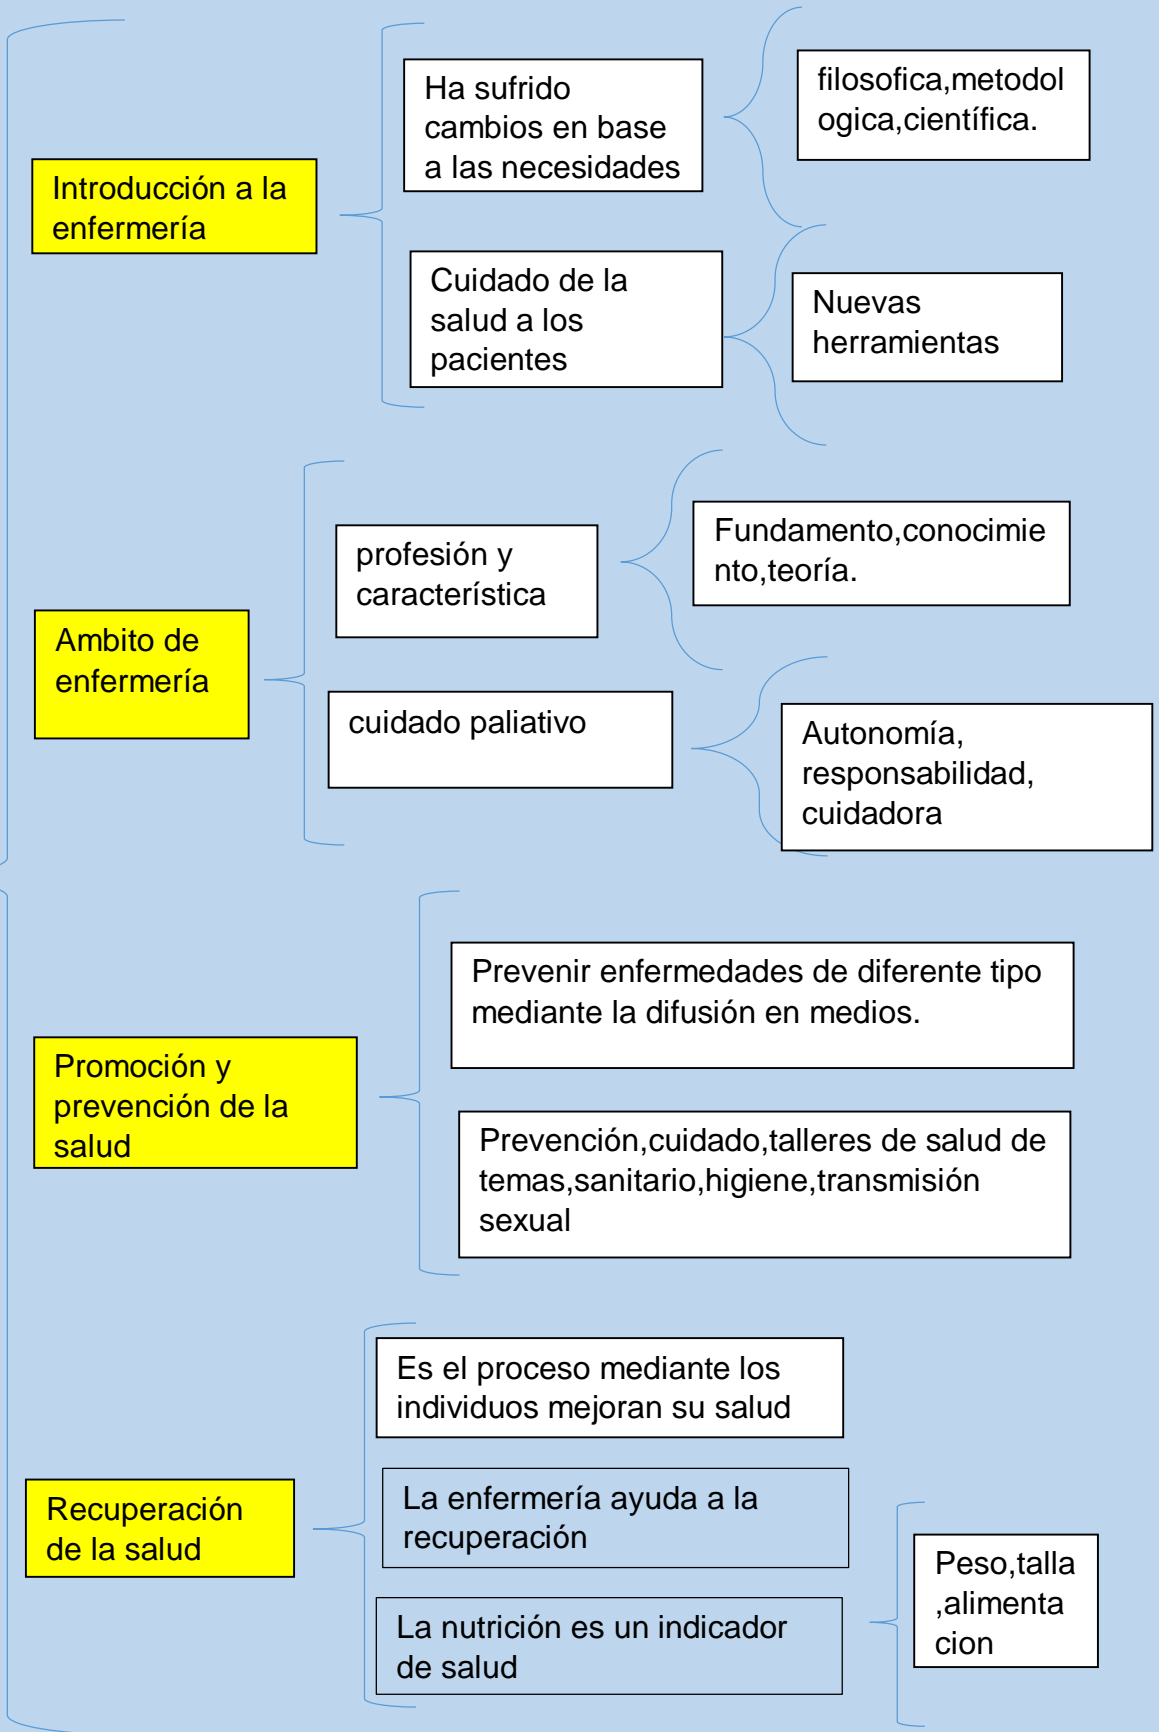 Introducción a la
enfermería
Ha sufrido
cambios en base
a las necesidades
filosofica,metodol
ogica,científica.
Cuidado de la
salud a los
pacientes
Nuevas
herramientas
Ambito de
enfermería
profesión y
característica
Fundamento,conocimie
nto,teoría.
cuidado paliativo
Autonomía,
responsabilidad,
cuidadora
Promoción y
prevención de la
salud
Prevenir enfermedades de diferente tipo
mediante la difusión en medios.
Prevención,cuidado,talleres de salud de
temas,sanitario,higiene,transmisión
sexual
Recuperación
de la salud
Es el proceso mediante los
individuos mejoran su salud
La enfermería ayuda a la
recuperación
La nutrición es un indicador
de salud
Peso,talla
,alimenta
cion